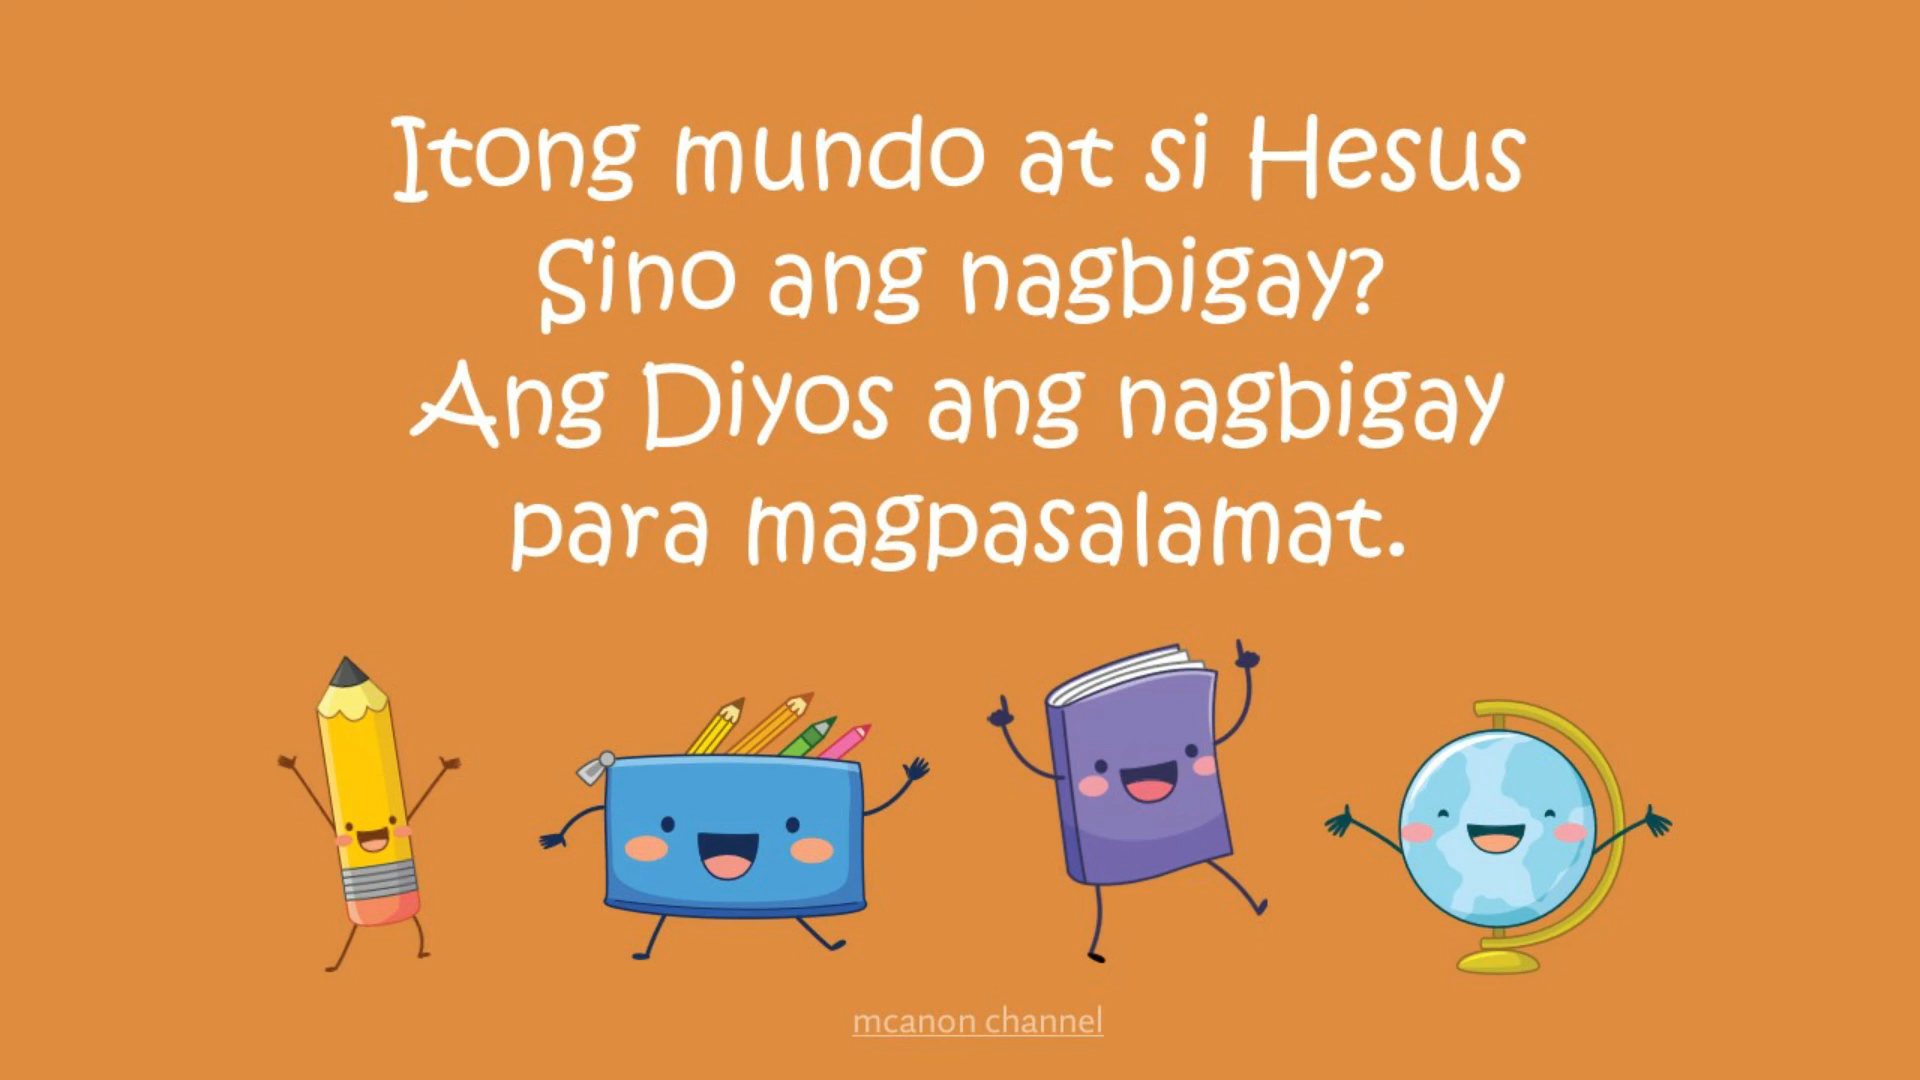 Itong mundo at si Hesus
Sino ang nagbigay?
Ang Diyos ang nagbigay
para magpasalamat.
mcanon channel